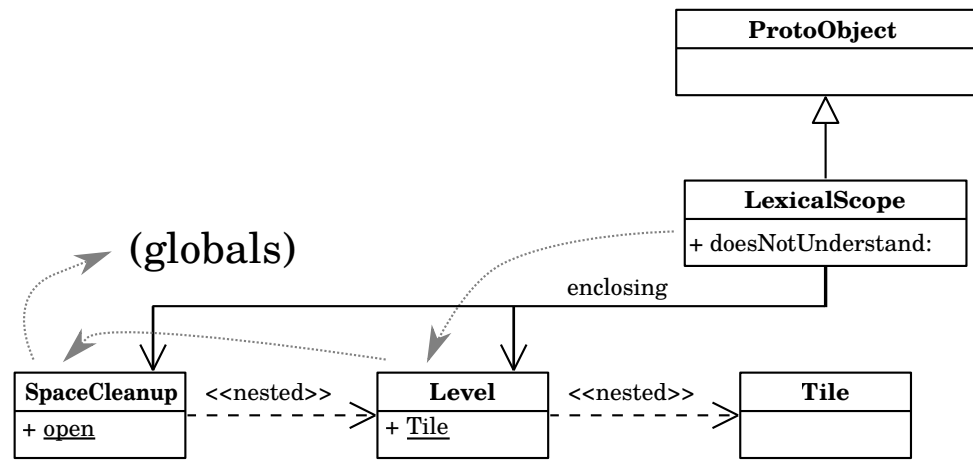 ProtoObject
LexicalScope
+ doesNotUnderstand:
(globals)
enclosing
SpaceCleanup
+ open
<<nested>>
Level
+ Tile
<<nested>>
Tile